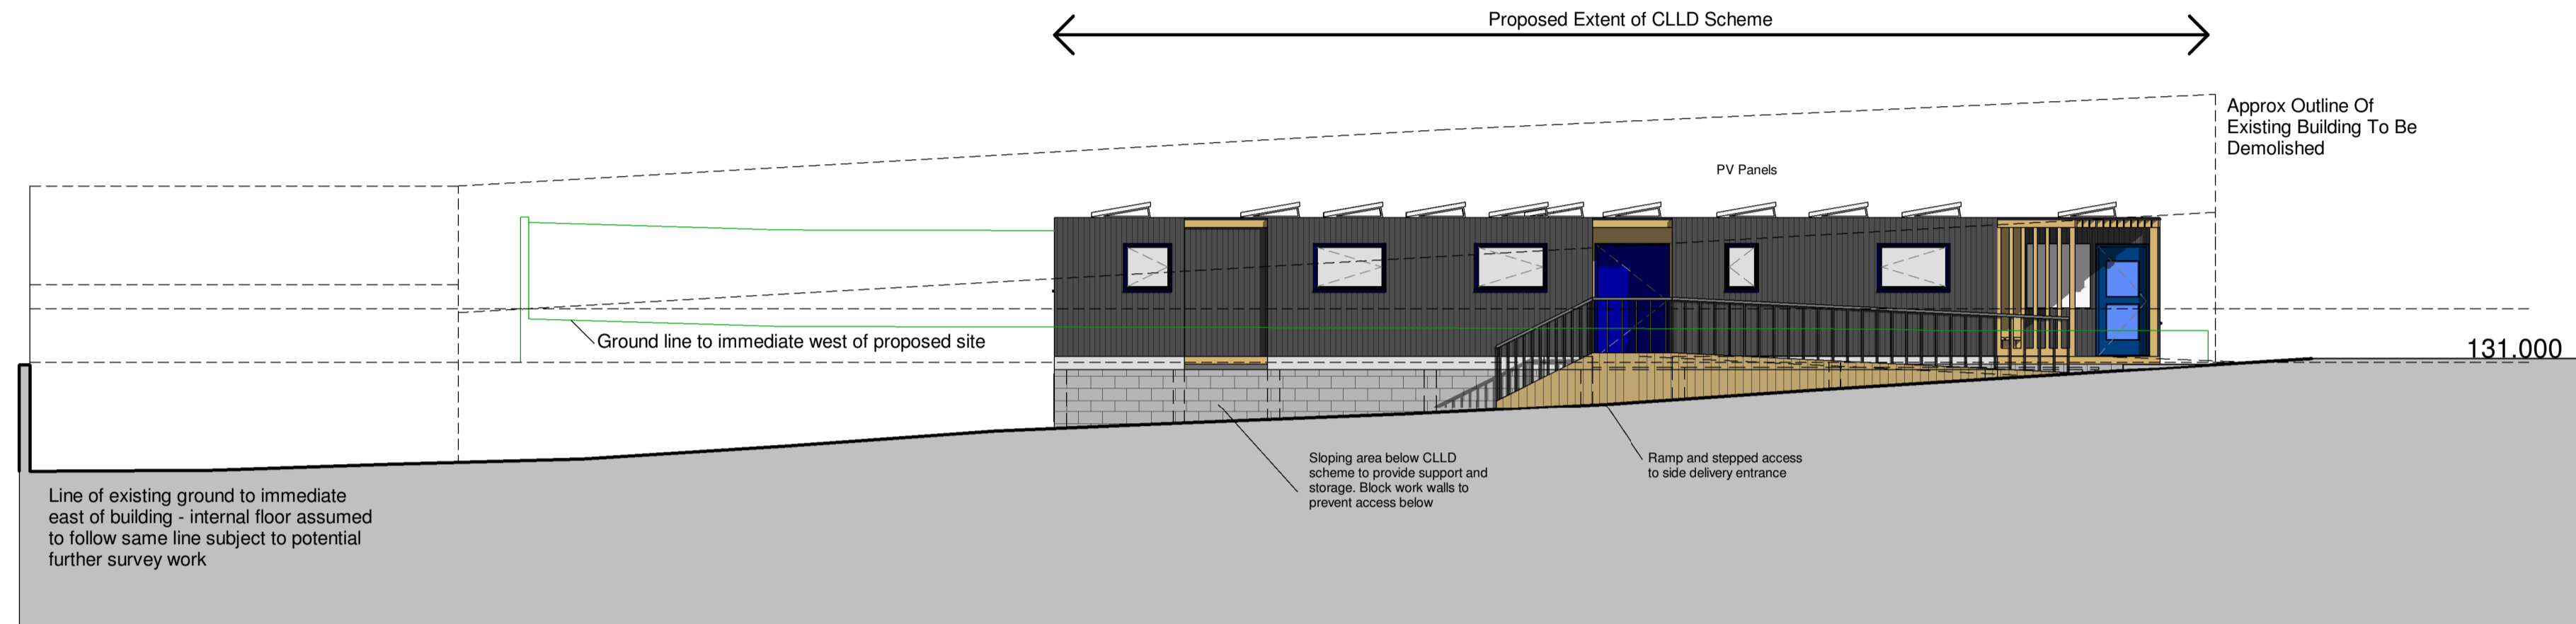 Proposed Extent of CLLD Scheme
Approx Outline Of
Existing Building To Be
Demolished
PV Panels
Ground line to immediate west of proposed site
131.000
Sloping area below CLLD
scheme to provide support and
storage. Block work walls to
prevent access below
Ramp and stepped access
to side delivery entrance
Line of existing ground to immediate
east of building - internal floor assumed
to follow same line subject to potential
further survey work